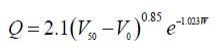 Q = 2.1(V₅₀ − V₀)^0.85 e^−1.023W